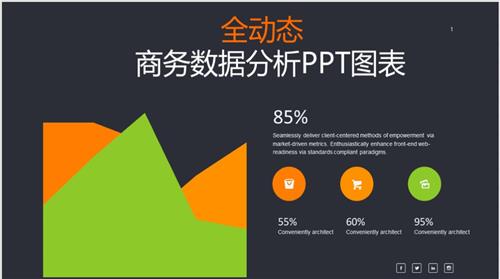 全动态
1
商务数据分析PPT图表
85%
Seamlessly deliver client-centered methods of empowerment via
market-driven metrics. Enthusiastically enhance front-end web-
readiness via standards compliant paradigms.
55%
60%
95%
Conveniently architect
Conveniently architect
Conveniently architect